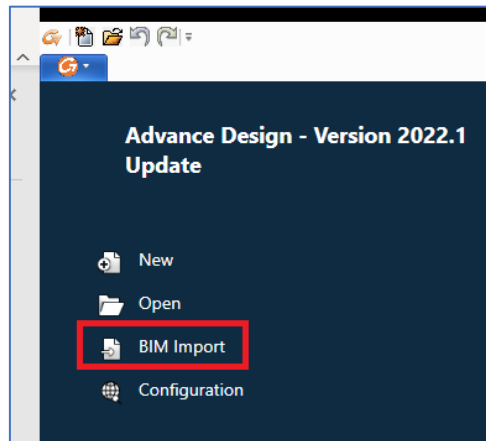 Advance Design - Version 2022.1
Update
New
Open
BIM Import
Configuration